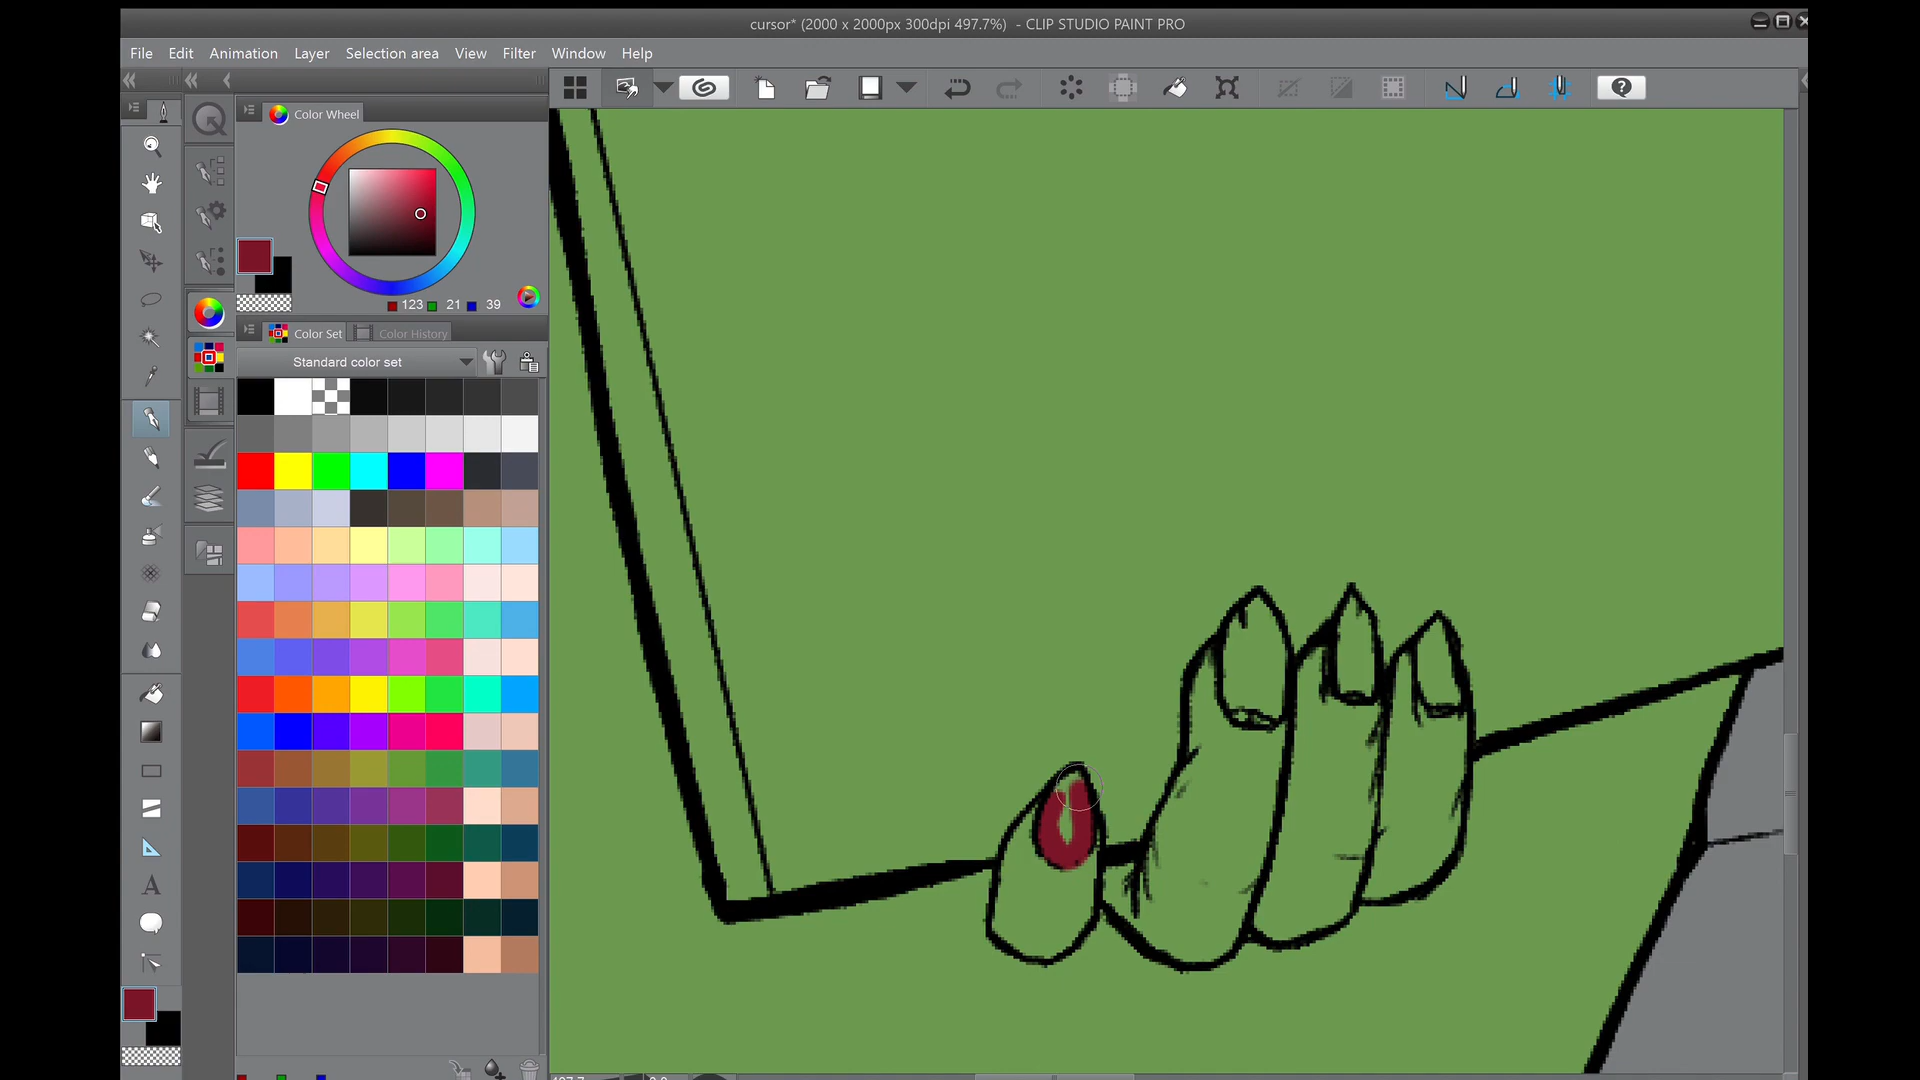 cursor* (2000 x 2000px 300dpi 497.7%) - CLIP STUDIO PAINT PRO
File Edit Animation Layer Selection area View Filter Window Help
Color Wheel
123 21 39
Color Set Color History
Standard color set
A